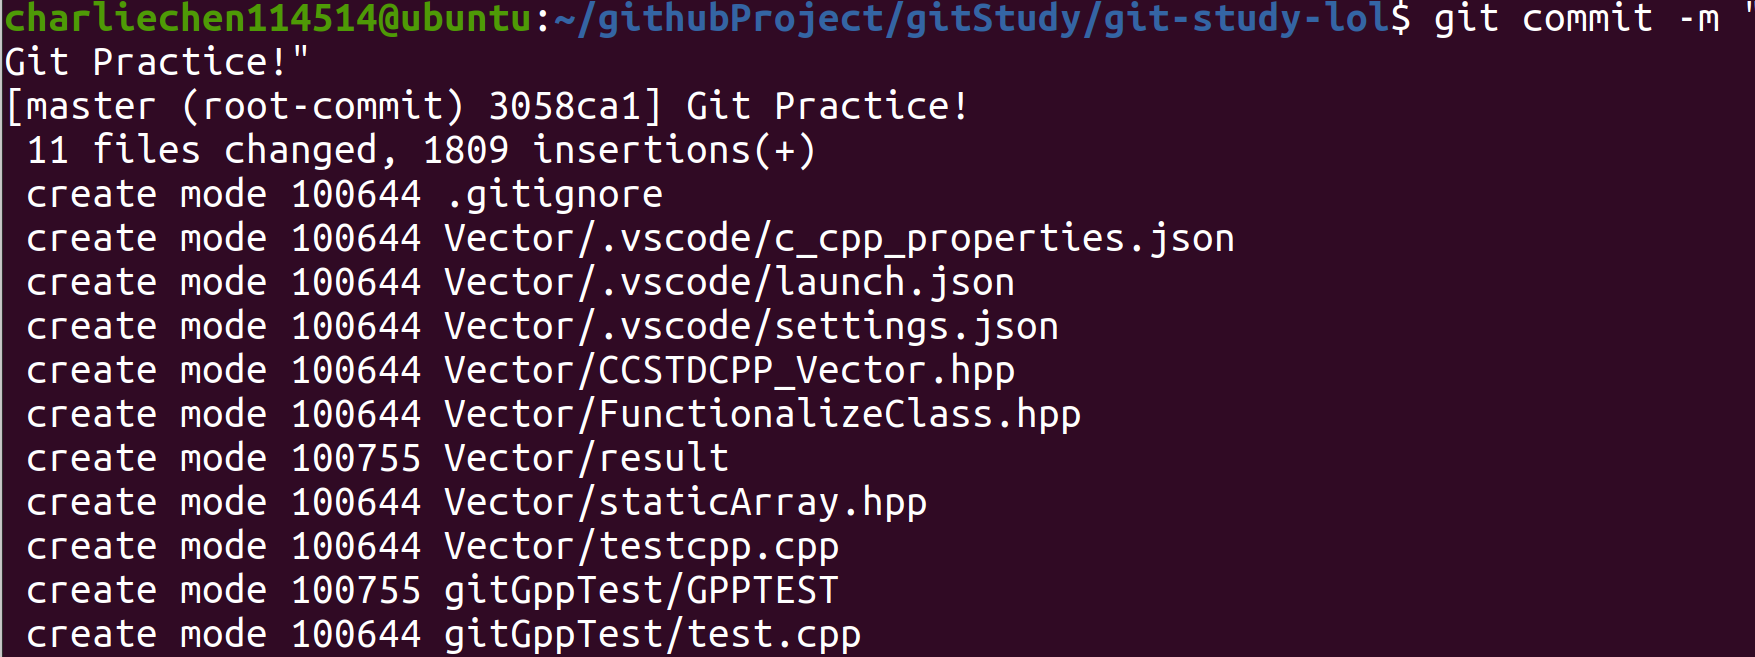 charliechen114514@ubuntu:~/githubProject/gitStudy/git-study-lol$ git commit -m "
Git Practice!"
[master (root-commit) 3058ca1] Git Practice!
 11 files changed, 1809 insertions(+)
 create mode 100644 .gitignore
 create mode 100644 Vector/.vscode/c_cpp_properties.json
 create mode 100644 Vector/.vscode/launch.json
 create mode 100644 Vector/.vscode/settings.json
 create mode 100644 Vector/CCSTDCPP_Vector.hpp
 create mode 100644 Vector/FunctionalizeClass.hpp
 create mode 100755 Vector/result
 create mode 100644 Vector/staticArray.hpp
 create mode 100644 Vector/testcpp.cpp
 create mode 100755 gitGppTest/GPPTEST
 create mode 100644 gitGppTest/test.cpp